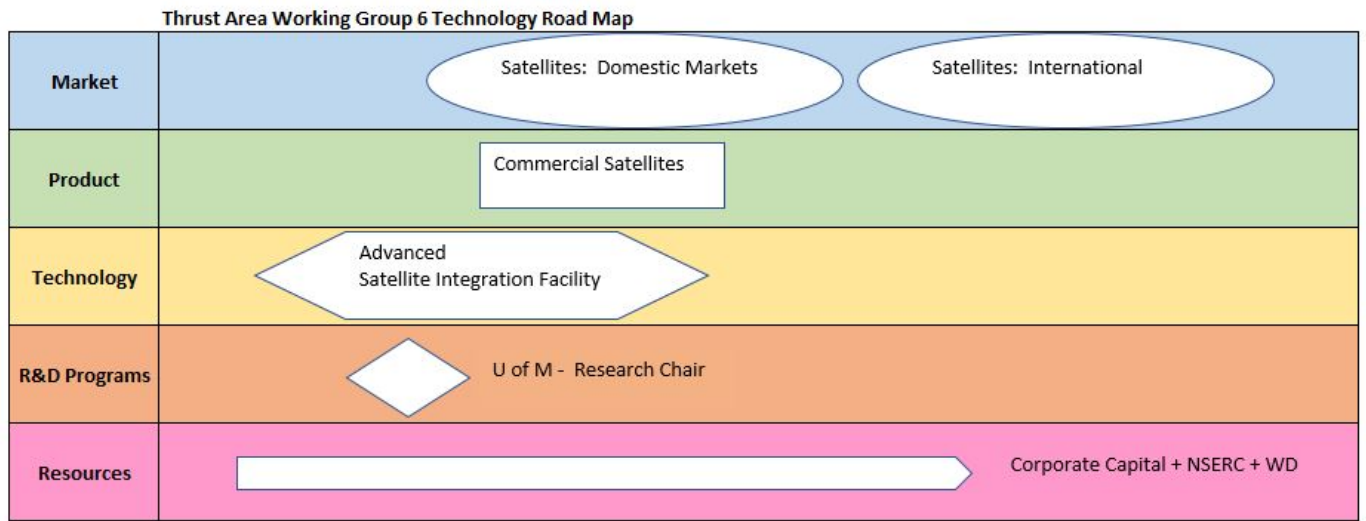 Thrust Area Working Group 6 Technology Road Map
Market
Satellites: Domestic Markets
Satellites: International
Product
Commercial Satellites
Technology
Advanced
Satellite Integration Facility
R&D Programs
U of M - Research Chair
Resources
Corporate Capital + NSERC + WD